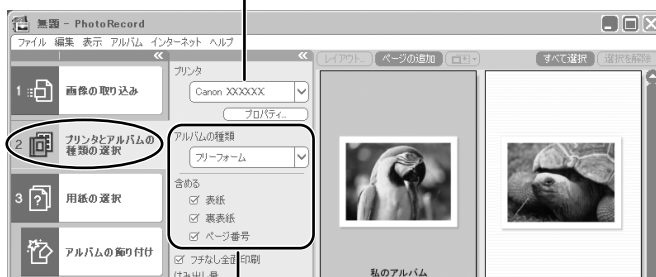 無題 - PhotoRecord
ファイル 編集 表示 アルバム インターネット ヘルプ
レイアウト... ページの追加 すべて選択 選択を解除
プリンタ
1 画像の取り込み
Canon XXXXXX
プロパティ...
2 プリンタとアルバムの
種類の選択
アルバムの種類
フリーフォーム
含める
3 用紙の選択
表紙
裏表紙
ページ番号
アルバムの飾り付け
フチなし全面印刷
はみ出し量
私のアルバム